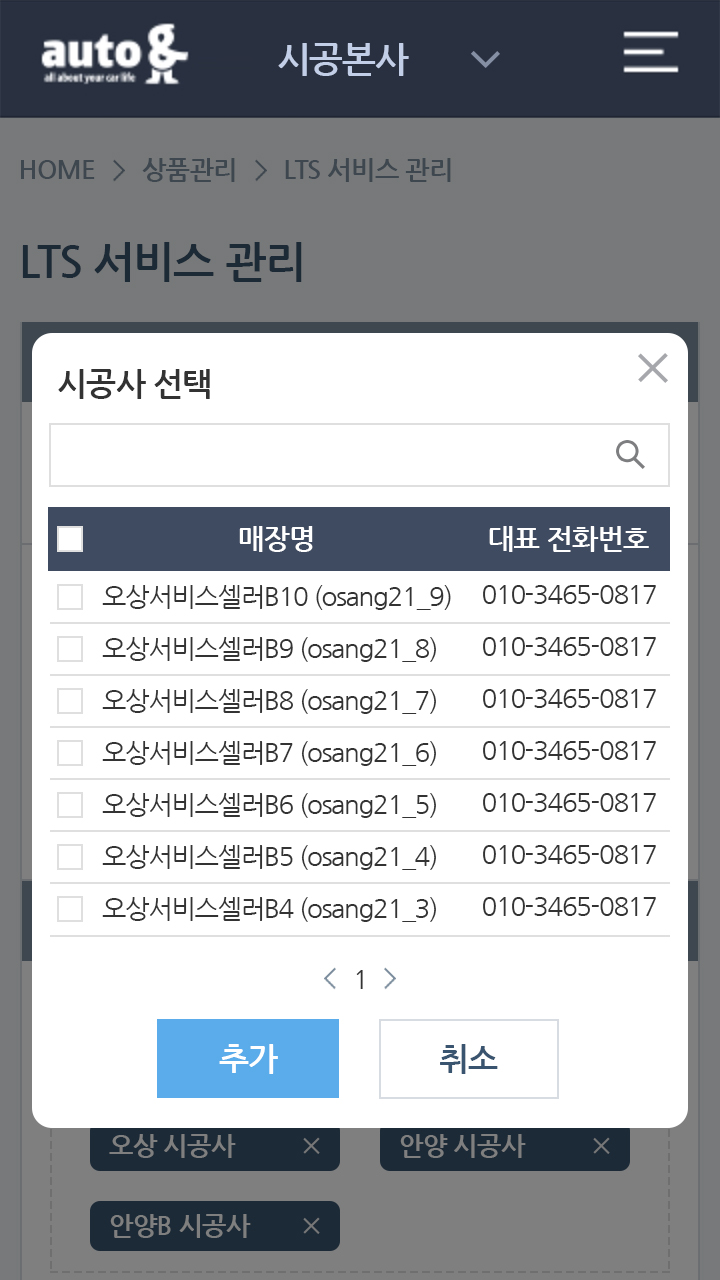 auto &
all about your car life
시공본사
HOME > 상품관리 > LTS 서비스 관리
LTS 서비스 관리
시공사 선택
매장명 대표 전화번호
오상서비스셀러B10 (osang21_9) 010-3465-0817
오상서비스셀러B9 (osang21_8) 010-3465-0817
오상서비스셀러B8 (osang21_7) 010-3465-0817
오상서비스셀러B7 (osang21_6) 010-3465-0817
오상서비스셀러B6 (osang21_5) 010-3465-0817
오상서비스셀러B5 (osang21_4) 010-3465-0817
오상서비스셀러B4 (osang21_3) 010-3465-0817
< 1 >
추가 취소
오상 시공사 안양 시공사
안양B 시공사